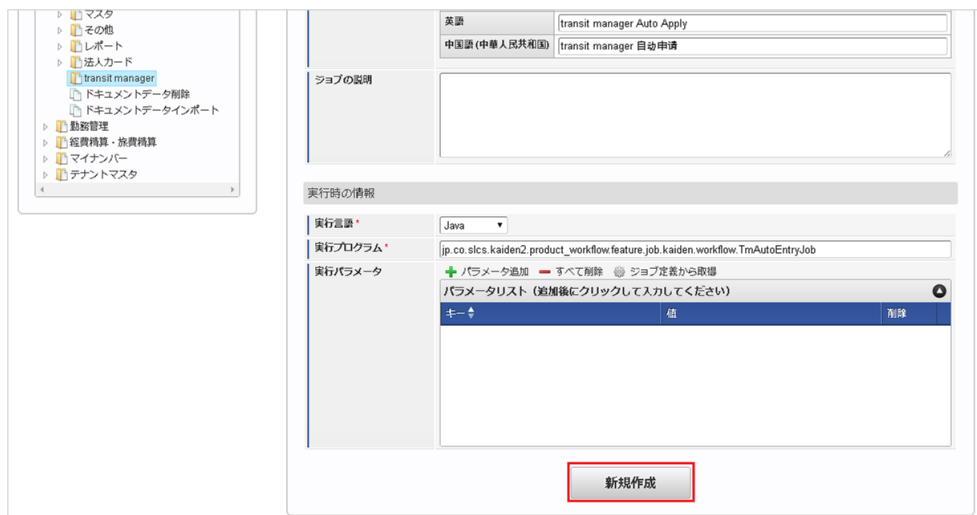 マスタ
その他
レポート
法人カード
transit manager
ドキュメントデータ削除
ドキュメントデータインポート
勤務管理
経費精算・旅費精算
マイナンバー
テナントマスタ
英語 transit manager Auto Apply
中国語 (中華人民共和国) transit manager 自动申请
ジョブの説明
実行時の情報
実行言語* Java
実行プログラム* jp.co.slcs.kaiden2.product_workflow.feature.job.kaiden.workflow.TmAutoEntryJob
実行パラメータ パラメータ追加 すべて削除 ジョブ定義から取得
パラメータリスト（追加後にクリックして入力してください）
キー 値 削除
新規作成